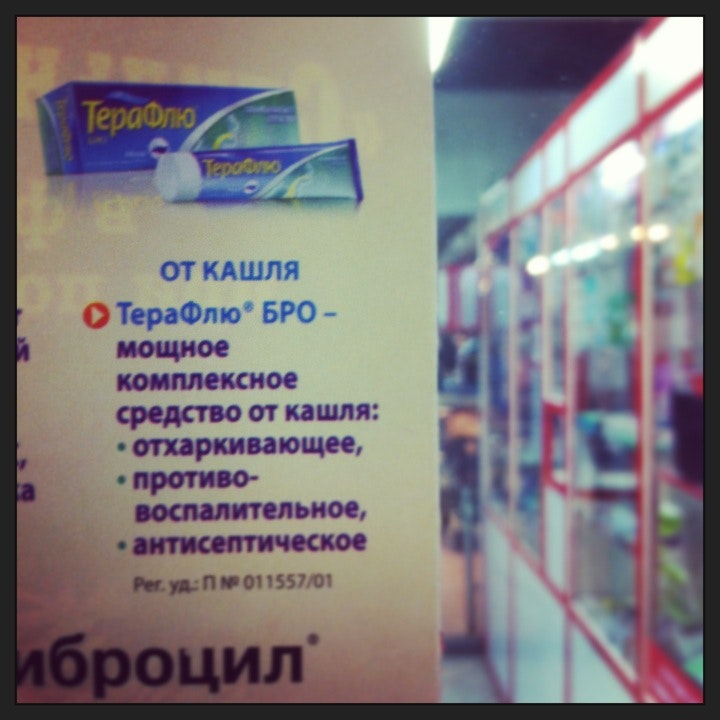 ТераФлю
ТераФлю
ОТ КАШЛЯ
ТераФлю® БРО –
мощное
комплексное
средство от кашля:
• отхаркивающее,
• противо-
воспалительное,
• антисептическое
Рег. уд.: П № 011557/01
иброцил®